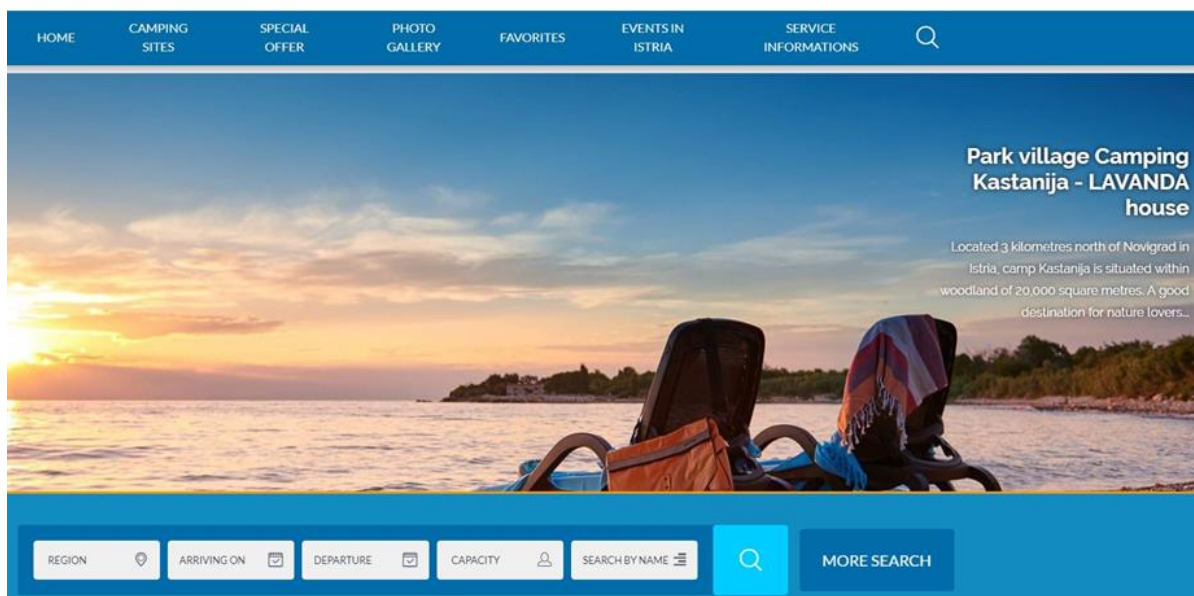 HOME
CAMPING
SITES
SPECIAL
OFFER
PHOTO
GALLERY
FAVORITES
EVENTS IN
ISTRIA
SERVICE
INFORMATIONS
Park village Camping
Kastanija - LAVANDA
house
Located 3 kilometres north of Novigrad in
Istria, camp Kastanija is situated within
woodland of 20,000 square metres. A good
destination for nature lovers...
REGION
ARRIVING ON
DEPARTURE
CAPACITY
SEARCH BY NAME
MORE SEARCH